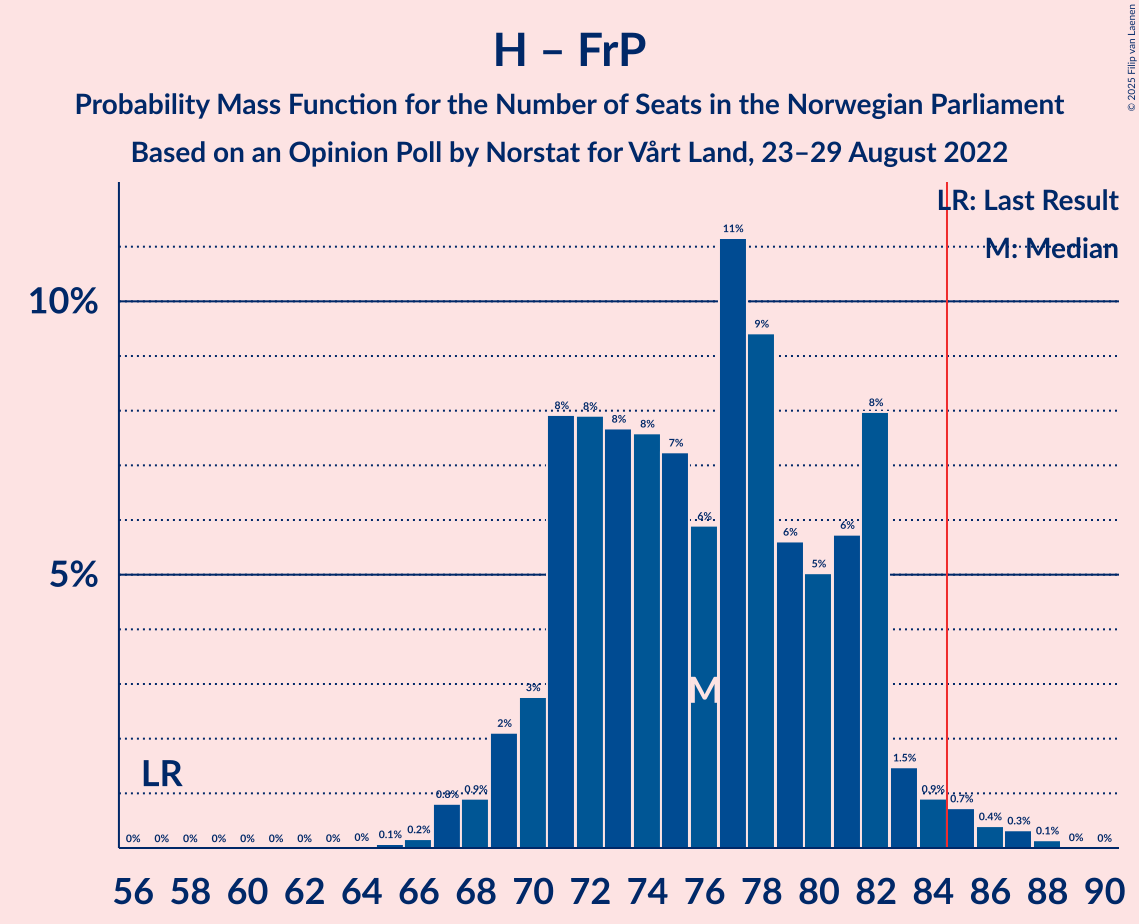 H – FrP
Probability Mass Function for the Number of Seats in the Norwegian Parliament
Based on an Opinion Poll by Norstat for Vårt Land, 23–29 August 2022
© 2025 Filip van Laenen
LR: Last Result
M: Median
10%
5%
0% 0% 0% 0% 0% 0% 0% 0% 0% 0.1% 0.2% 0.8% 0.9% 2% 3% 8% 8% 8% 8% 7% 6% 11% 9% 6% 5% 6% 8% 1.5% 0.9% 0.7% 0.4% 0.3% 0.1% 0% 0%
LR
M
56 58 60 62 64 66 68 70 72 74 76 78 80 82 84 86 88 90